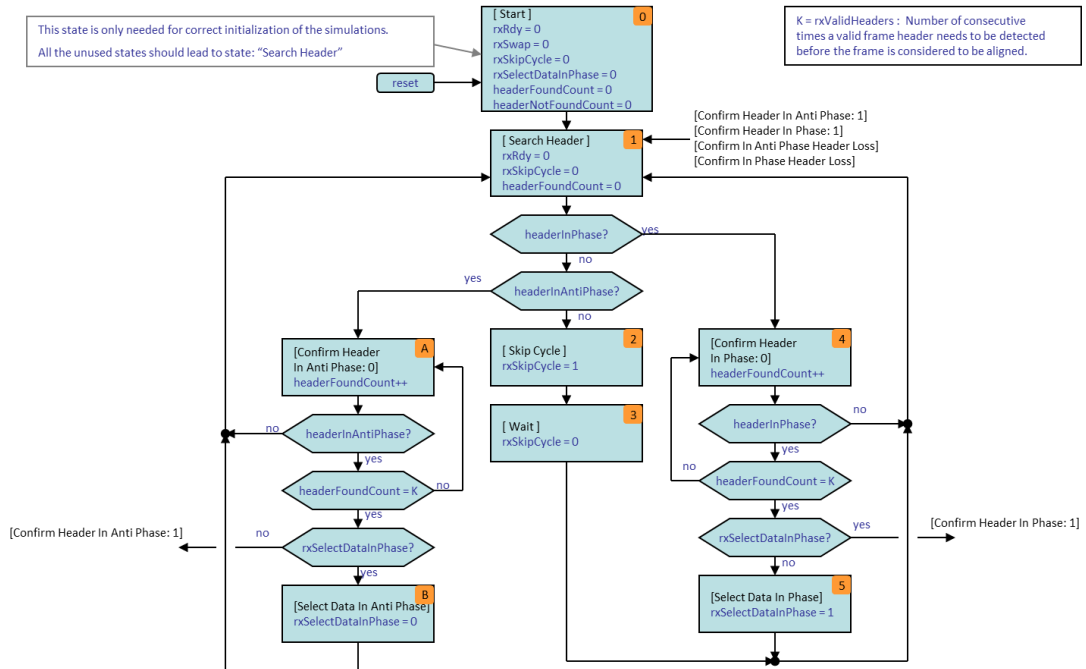 This state is only needed for correct initialization of the simulations.
All the unused states should lead to state: “Search Header”
[ Start ]
0
rxRdy = 0
rxSwap = 0
rxSkipCycle = 0
rxSelectDataInPhase = 0
headerFoundCount = 0
headerNotFoundCount = 0
K = rxValidHeaders : Number of consecutive
times a valid frame header needs to be detected
before the frame is considered to be aligned.
reset
[ Search Header ]
1
rxRdy = 0
rxSkipCycle = 0
headerFoundCount = 0
[Confirm Header In Anti Phase: 1]
[Confirm Header In Phase: 1]
[Confirm In Anti Phase Header Loss]
[Confirm In Phase Header Loss]
headerInPhase?
yes
no
yes
headerInAntiPhase?
no
[Confirm Header
In Anti Phase: 0]
headerFoundCount++
A
[ Skip Cycle ]
rxSkipCycle = 1
2
[Confirm Header
In Phase: 0]
headerFoundCount++
4
[ Wait ]
rxSkipCycle = 0
3
no
headerInAntiPhase?
yes
headerInPhase?
no
yes
headerFoundCount = K
no
yes
no
headerFoundCount = K
yes
[Confirm Header In Anti Phase: 1]
no
rxSelectDataInPhase?
yes
rxSelectDataInPhase?
yes
no
[Confirm Header In Phase: 1]
[Select Data In Anti Phase]
rxSelectDataInPhase = 0
B
[Select Data In Phase]
rxSelectDataInPhase = 1
5